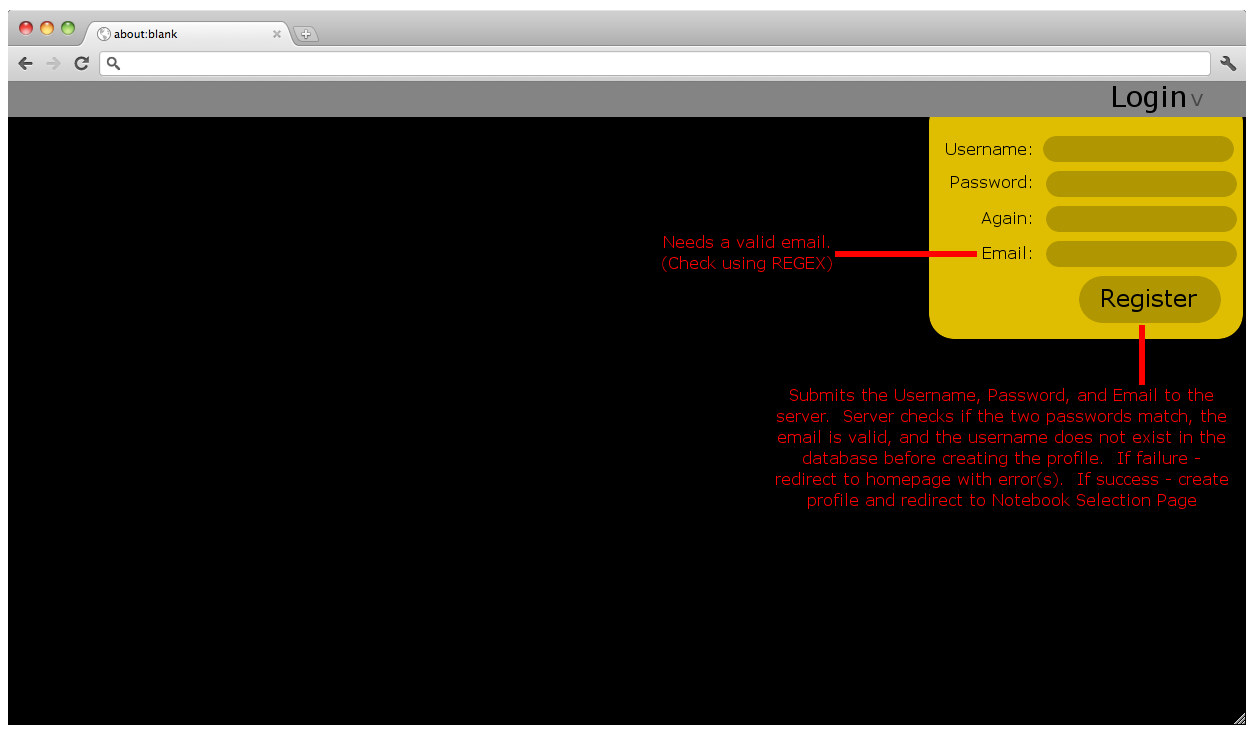 about:blank
Login v
Username:
Password:
Again:
Needs a valid email.
(Check using REGEX)
Email:
Register
Submits the Username, Password, and Email to the
server.  Server checks if the two passwords match, the
email is valid, and the username does not exist in the
database before creating the profile.  If failure -
redirect to homepage with error(s).  If success - create
profile and redirect to Notebook Selection Page